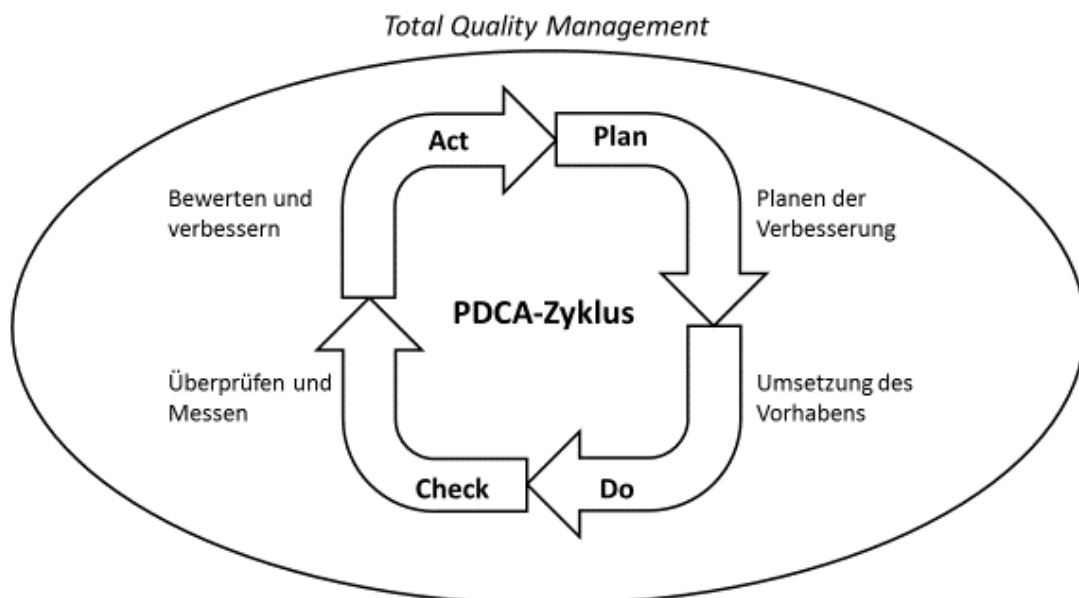 Total Quality Management
Act
Plan
Bewerten und
verbessern
Planen der
Verbesserung
PDCA-Zyklus
Überprüfen und
Messen
Umsetzung des
Vorhabens
Check
Do